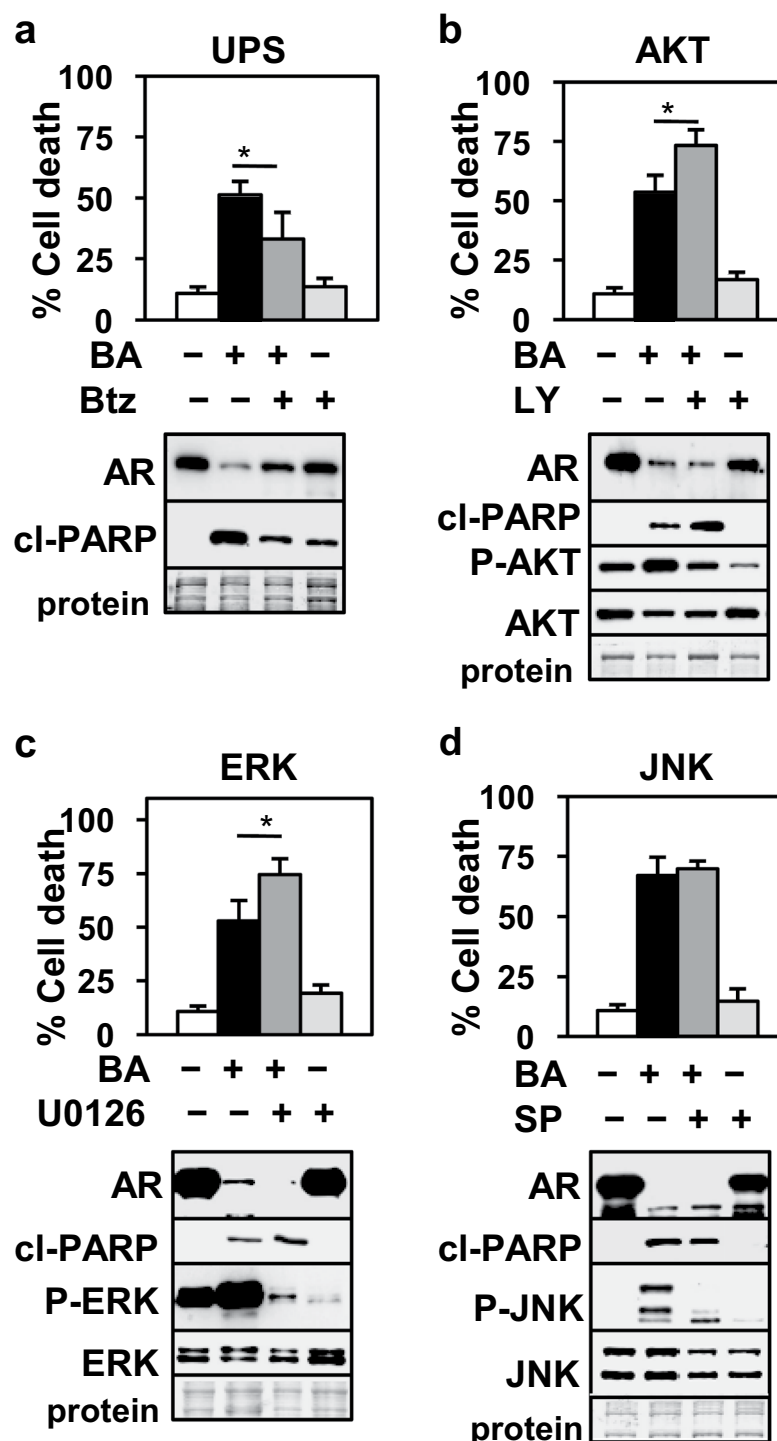 a
UPS
% Cell death
100
75
50
25
0
*
BA − + + −
Btz − − + +
AR
cl-PARP
protein
b
AKT
% Cell death
100
75
50
25
0
*
BA − + + −
LY − − + +
AR
cl-PARP
P-AKT
AKT
protein
c
ERK
% Cell death
100
75
50
25
0
*
BA − + + −
U0126 − − + +
AR
cl-PARP
P-ERK
ERK
protein
d
JNK
% Cell death
100
75
50
25
0
BA − + + −
SP − − + +
AR
cl-PARP
P-JNK
JNK
protein